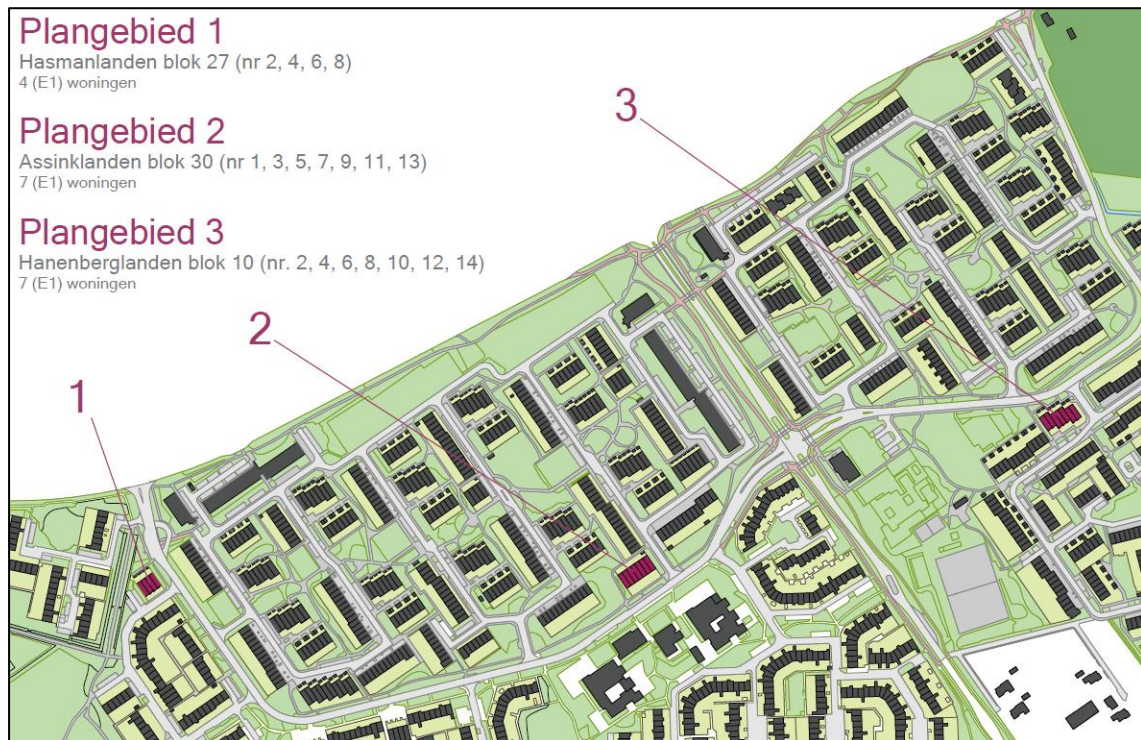 Plangebied 1
Hasmanlanden blok 27 (nr 2, 4, 6, 8)
4 (E1) woningen
Plangebied 2
Assinklanden blok 30 (nr 1, 3, 5, 7, 9, 11, 13)
7 (E1) woningen
Plangebied 3
Hanenberglanden blok 10 (nr. 2, 4, 6, 8, 10, 12, 14)
7 (E1) woningen
3
2
1